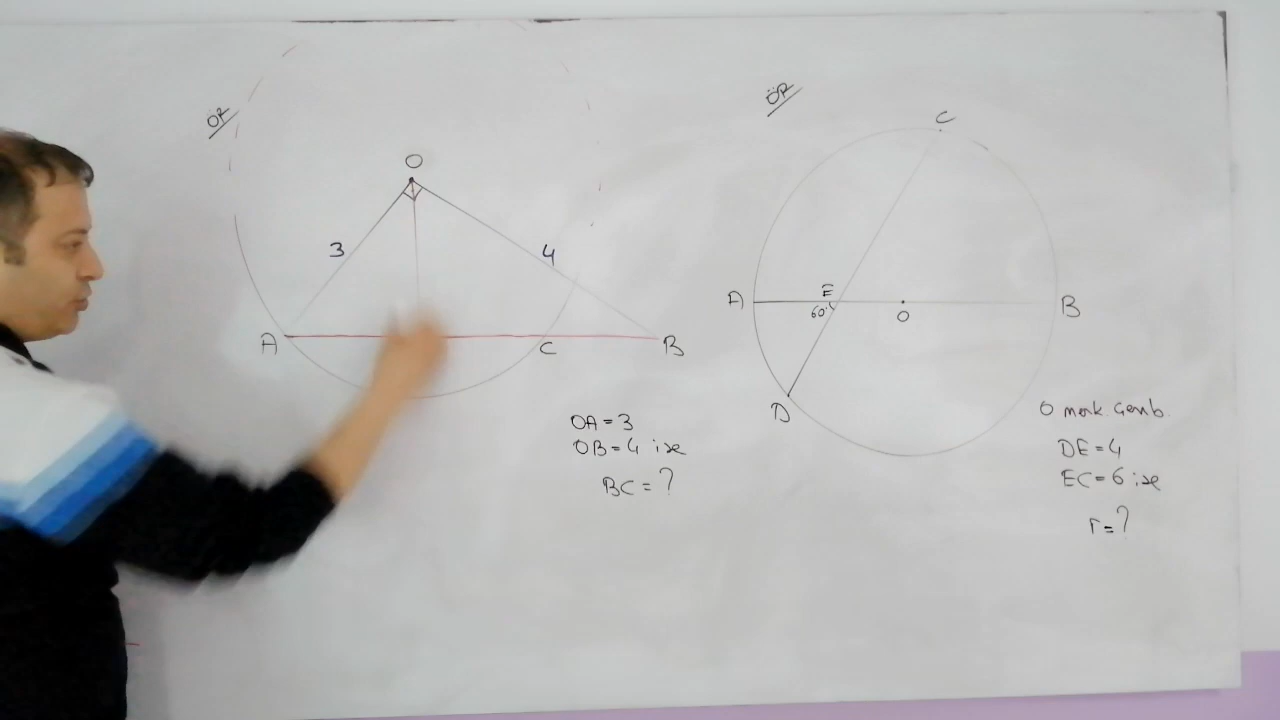 ÖR
O
3
4
A
C
B
OA=3
OB=4 ise
BC=?
ÖR
C
A
E
60°
O
B
D
O merk. Çemb.
DE=4
EC=6 ise
r=?